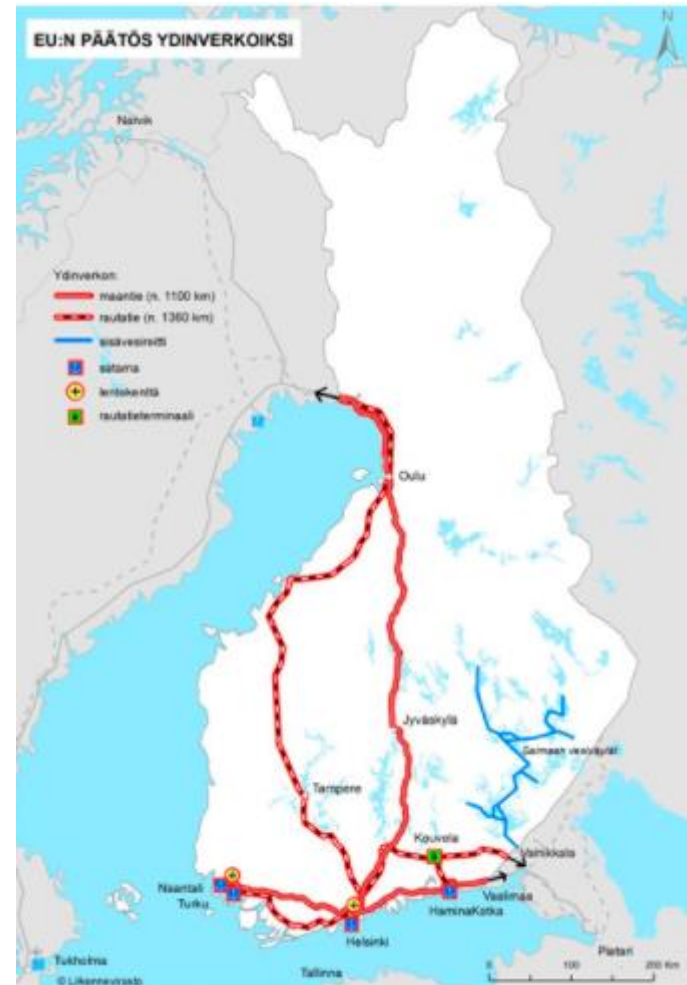 EU:N PÄÄTÖS YDINVERKOIKSI
N
Narvik
Ydinverkon:
maantie (n. 1100 km)
rautatie (n. 1360 km)
sisävesireitti
satama
lentokenttä
rautatieterminaali
Oulu
Jyväskylä
Saimaan vesiväylät
Tampere
Kouvola
Vainikkala
Naantali
Turku
Vaalimaa
HaminaKotka
Helsinki
Pietari
Tukholma
Tallinna
0 100 200 Km
© Liikennevirasto